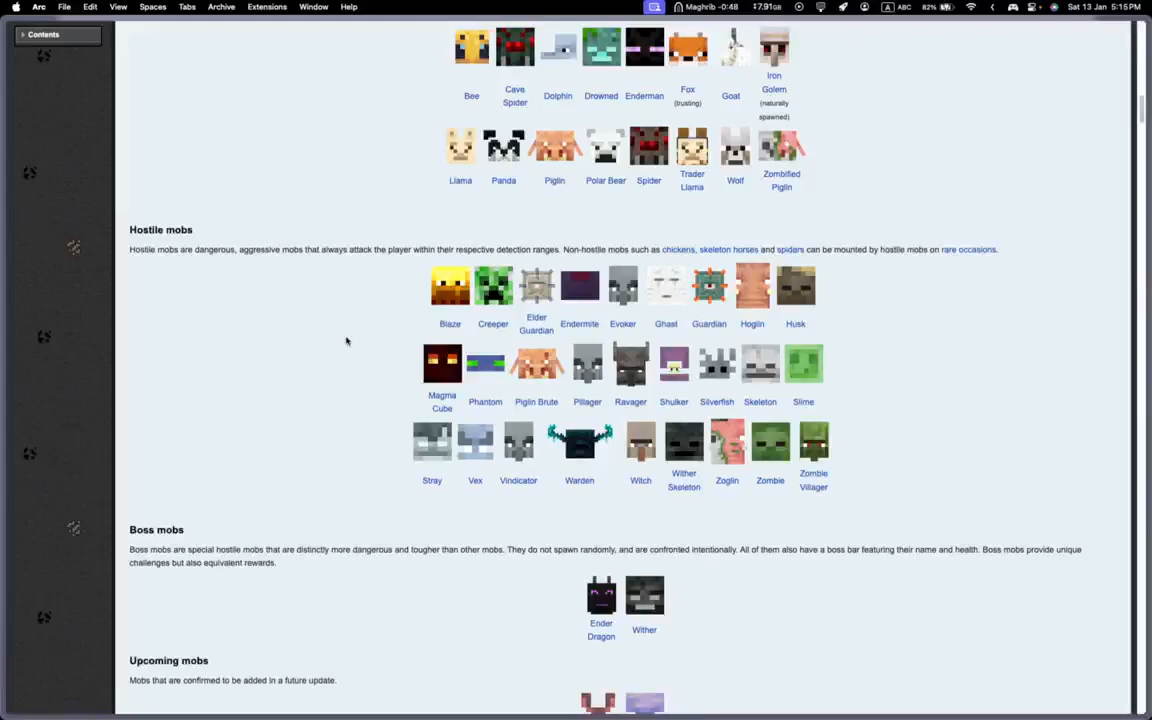 Arc File Edit View Spaces Tabs Archive Extensions Window Help Maghrib -0:48 7.91GB A ABC 82% Sat 13 Jan 5:15PM
Contents
Bee Cave Spider Dolphin Drowned Enderman Fox (trusting) Goat Iron Golem (naturally spawned)
Llama Panda Piglin Polar Bear Spider Trader Llama Wolf Zombified Piglin
Hostile mobs
Hostile mobs are dangerous, aggressive mobs that always attack the player within their respective detection ranges. Non-hostile mobs such as chickens, skeleton horses and spiders can be mounted by hostile mobs on rare occasions.
Blaze Creeper Elder Guardian Endermite Evoker Ghast Guardian Hoglin Husk
Magma Cube Phantom Piglin Brute Pillager Ravager Shulker Silverfish Skeleton Slime
Stray Vex Vindicator Warden Witch Wither Skeleton Zoglin Zombie Zombie Villager
Boss mobs
Boss mobs are special hostile mobs that are distinctly more dangerous and tougher than other mobs. They do not spawn randomly, and are confronted intentionally. All of them also have a boss bar featuring their name and health. Boss mobs provide unique
challenges but also equivalent rewards.
Ender Dragon Wither
Upcoming mobs
Mobs that are confirmed to be added in a future update.